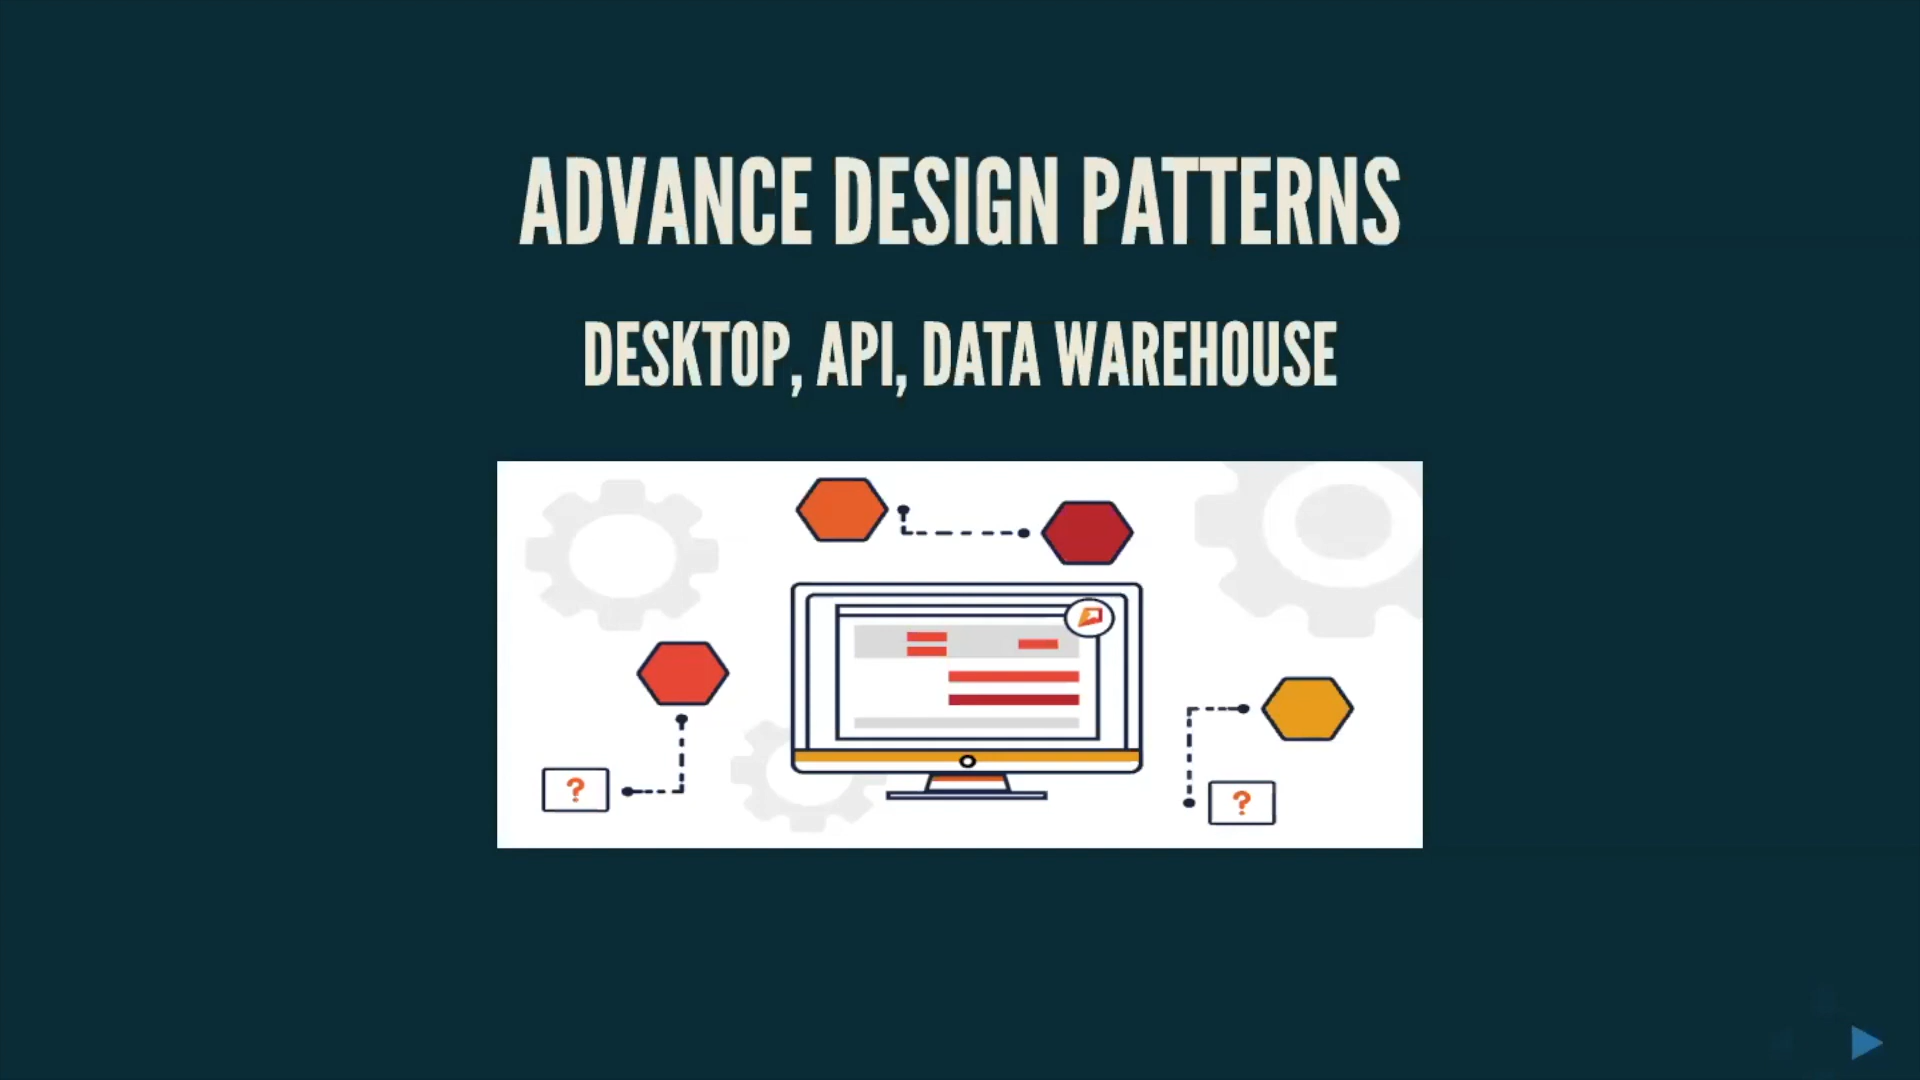 ADVANCE DESIGN PATTERNS
DESKTOP, API, DATA WAREHOUSE
? ?